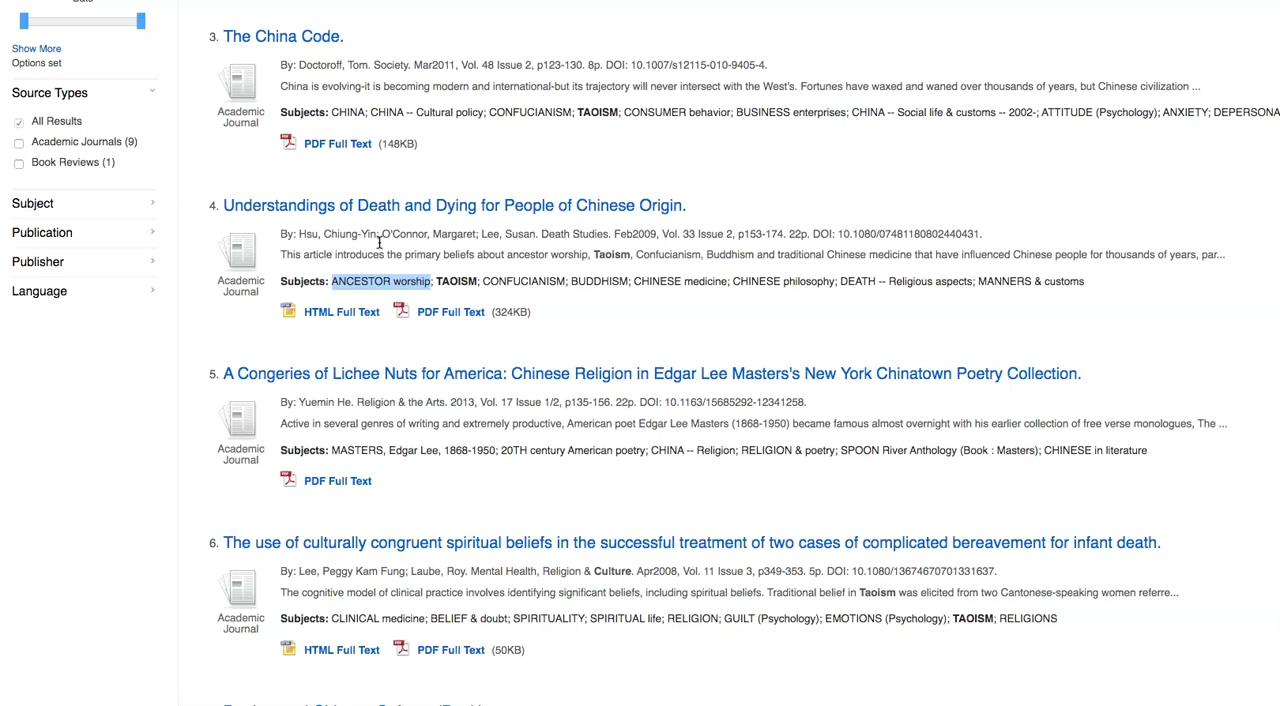 Show More
Options set
Source Types
All Results
Academic Journals (9)
Book Reviews (1)
Subject
Publication
Publisher
Language
3. The China Code.
Academic
Journal
By: Doctoroff, Tom. Society. Mar2011, Vol. 48 Issue 2, p123-130. 8p. DOI: 10.1007/s12115-010-9405-4.
China is evolving-it is becoming modern and international-but its trajectory will never intersect with the West's. Fortunes have waxed and waned over thousands of years, but Chinese civilization ...
Subjects: CHINA; CHINA -- Cultural policy; CONFUCIANISM; TAOISM; CONSUMER behavior; BUSINESS enterprises; CHINA -- Social life & customs -- 2002-; ATTITUDE (Psychology); ANXIETY; DEPERSONA
PDF Full Text (148KB)
4. Understandings of Death and Dying for People of Chinese Origin.
Academic
Journal
By: Hsu, Chiung-Yin; O'Connor, Margaret; Lee, Susan. Death Studies. Feb2009, Vol. 33 Issue 2, p153-174. 22p. DOI: 10.1080/07481180802440431.
This article introduces the primary beliefs about ancestor worship, Taoism, Confucianism, Buddhism and traditional Chinese medicine that have influenced Chinese people for thousands of years, par...
Subjects: ANCESTOR worship; TAOISM; CONFUCIANISM; BUDDHISM; CHINESE medicine; CHINESE philosophy; DEATH -- Religious aspects; MANNERS & customs
HTML Full Text PDF Full Text (324KB)
5. A Congeries of Lichee Nuts for America: Chinese Religion in Edgar Lee Masters's New York Chinatown Poetry Collection.
Academic
Journal
By: Yuemin He. Religion & the Arts. 2013, Vol. 17 Issue 1/2, p135-156. 22p. DOI: 10.1163/15685292-12341258.
Active in several genres of writing and extremely productive, American poet Edgar Lee Masters (1868-1950) became famous almost overnight with his earlier collection of free verse monologues, The ...
Subjects: MASTERS, Edgar Lee, 1868-1950; 20TH century American poetry; CHINA -- Religion; RELIGION & poetry; SPOON River Anthology (Book : Masters); CHINESE in literature
PDF Full Text
6. The use of culturally congruent spiritual beliefs in the successful treatment of two cases of complicated bereavement for infant death.
Academic
Journal
By: Lee, Peggy Kam Fung; Laube, Roy. Mental Health, Religion & Culture. Apr2008, Vol. 11 Issue 3, p349-353. 5p. DOI: 10.1080/13674670701331637.
The cognitive model of clinical practice involves identifying significant beliefs, including spiritual beliefs. Traditional belief in Taoism was elicited from two Cantonese-speaking women referre...
Subjects: CLINICAL medicine; BELIEF & doubt; SPIRITUALITY; SPIRITUAL life; RELIGION; GUILT (Psychology); EMOTIONS (Psychology); TAOISM; RELIGIONS
HTML Full Text PDF Full Text (50KB)